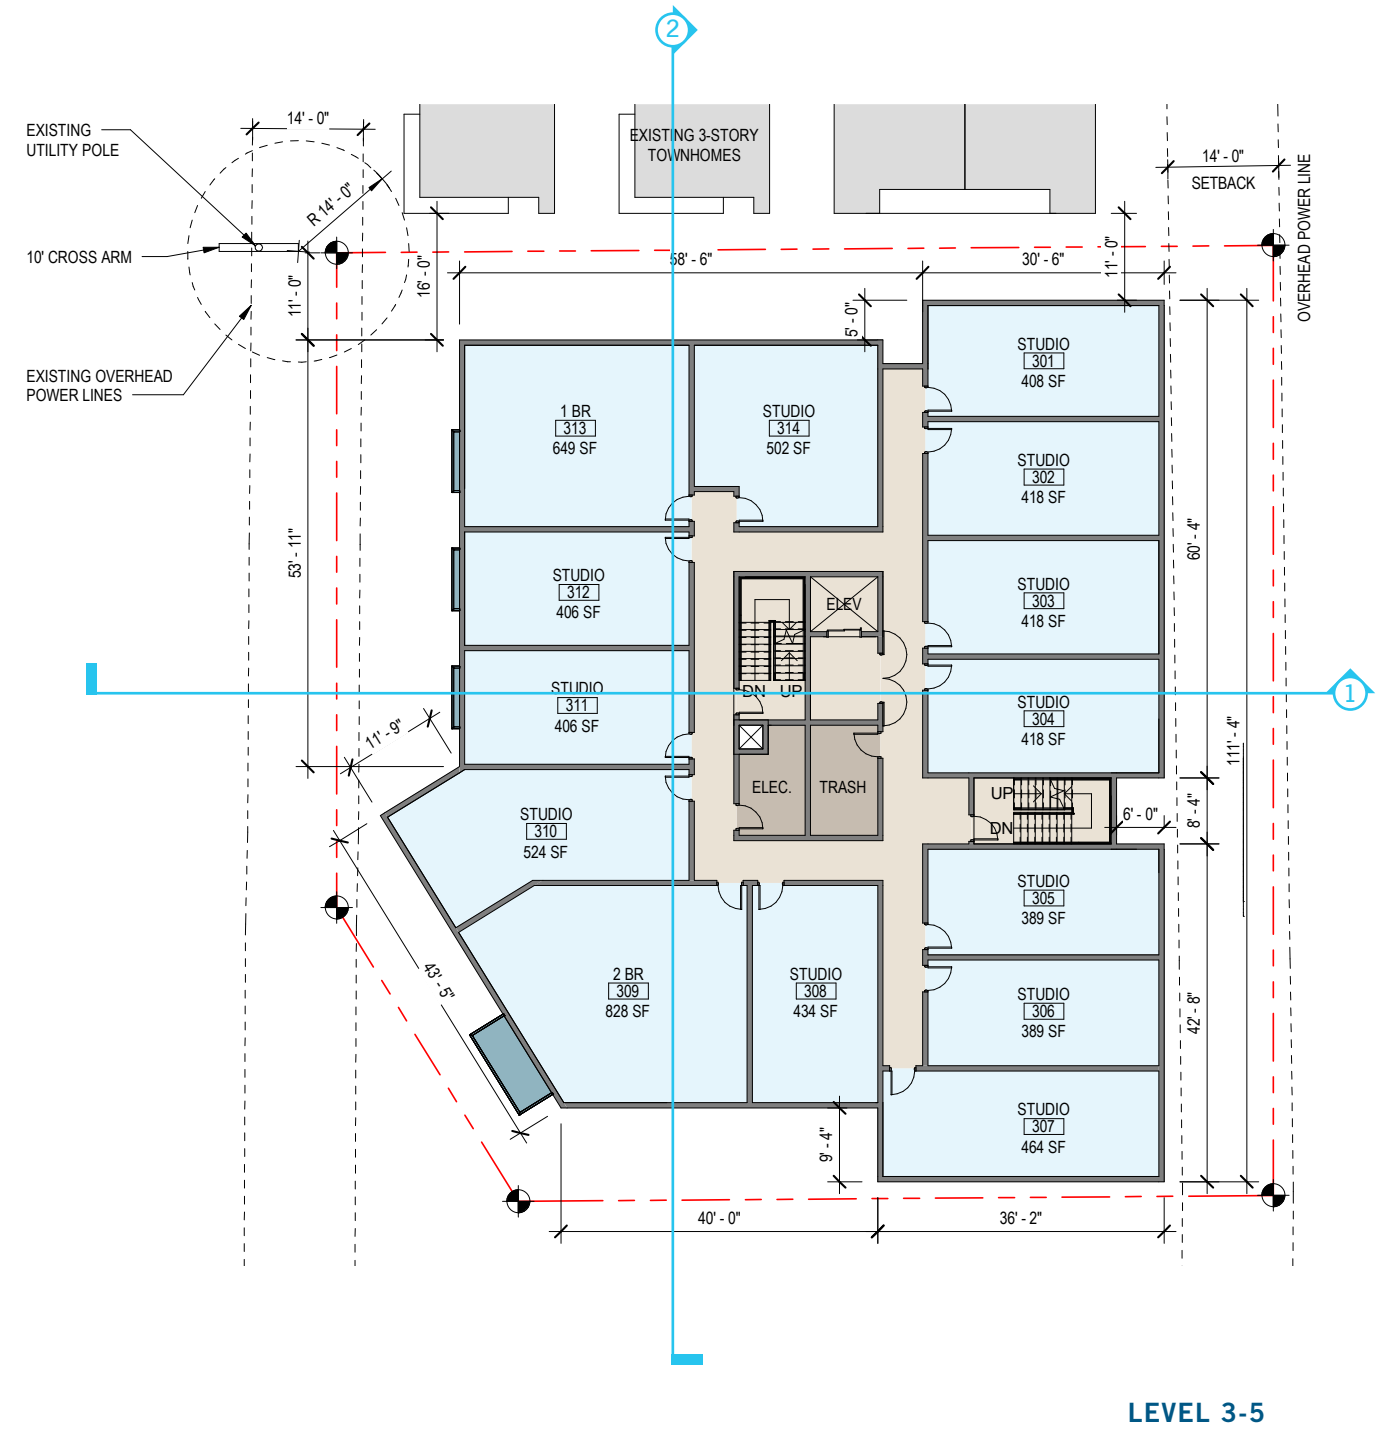 2
EXISTING
UTILITY POLE
14' - 0"
R 14' - 0"
10' CROSS ARM
11' - 0"
16' - 0"
EXISTING OVERHEAD
POWER LINES
EXISTING 3-STORY
TOWNHOMES
14' - 0"
SETBACK
OVERHEAD POWER LINE
58' - 6"
30' - 6"
11' - 0"
5' - 0"
STUDIO
301
408 SF
1 BR
313
649 SF
STUDIO
314
502 SF
STUDIO
302
418 SF
53' - 11"
60' - 4"
STUDIO
312
406 SF
ELEV
STUDIO
303
418 SF
STUDIO
311
406 SF
DN
UP
STUDIO
304
418 SF
1
11' - 9"
111' - 4"
ELEC.
TRASH
UP
DN
6' - 0"
8' - 4"
STUDIO
310
524 SF
STUDIO
305
389 SF
43' - 5"
2 BR
309
828 SF
STUDIO
308
434 SF
STUDIO
306
389 SF
42' - 8"
9' - 4"
STUDIO
307
464 SF
40' - 0"
36' - 2"
LEVEL 3-5